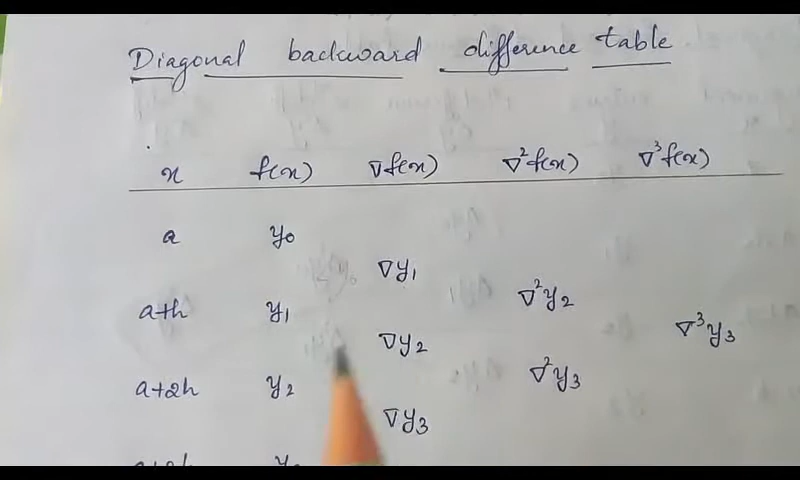 Diagonal backward difference table
x f(x) ∇f(x) ∇²f(x) ∇³f(x)
a y₀
∇y₁
a+h y₁ ∇²y₂
∇y₂ ∇³y₃
a+2h y₂ ∇²y₃
∇y₃